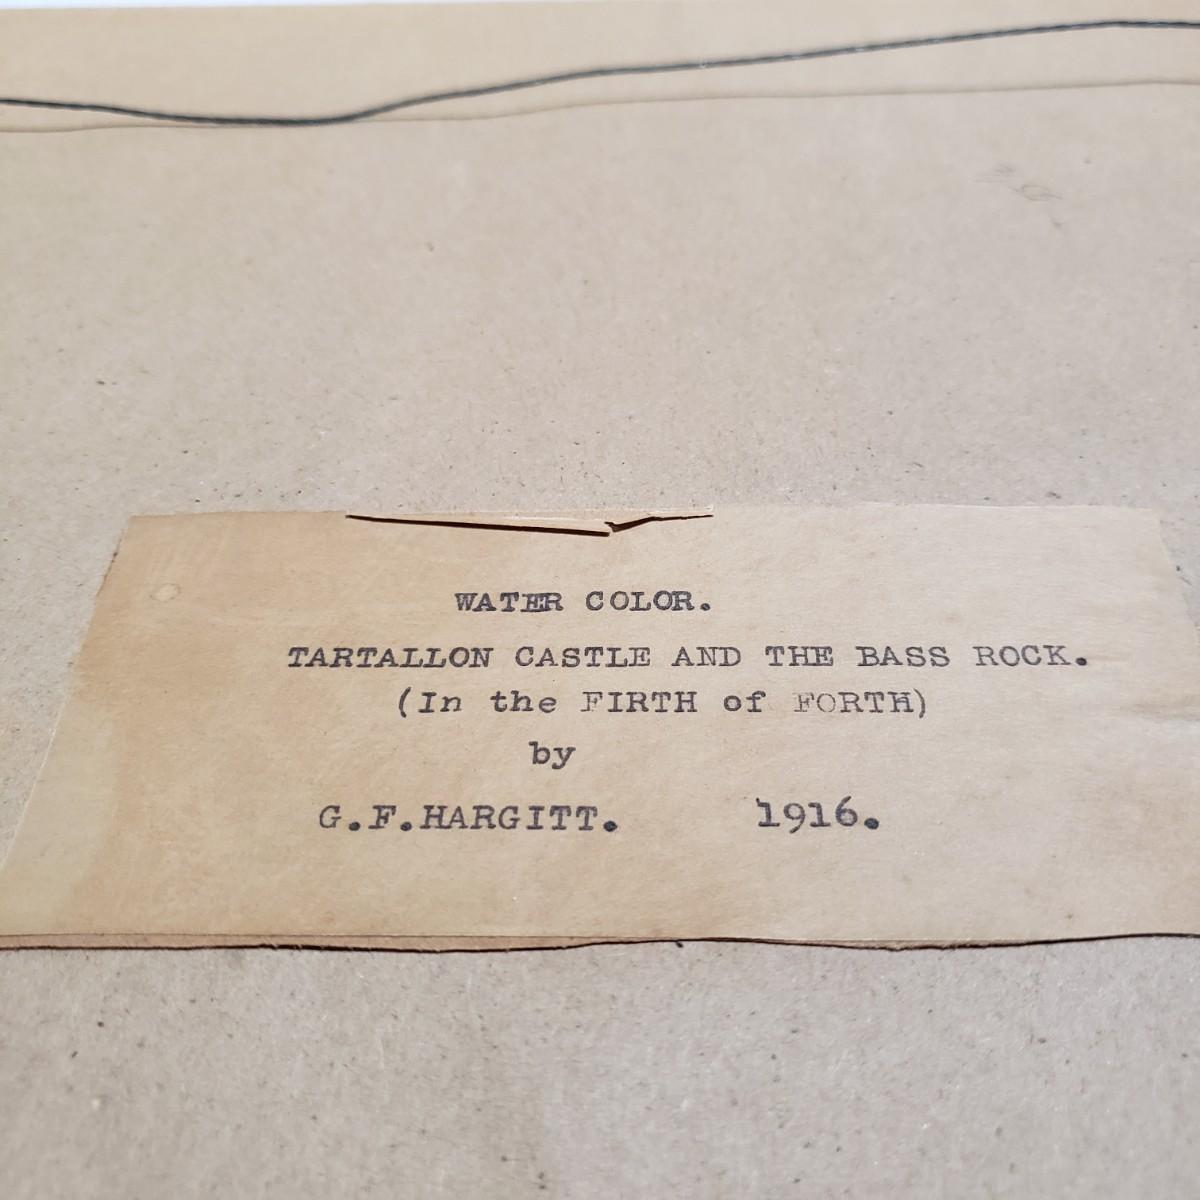 WATER COLOR.
TARTALLON CASTLE AND THE BASS ROCK.
(In the FIRTH of FORTH)
by
G.F.HARGITT. 1916.